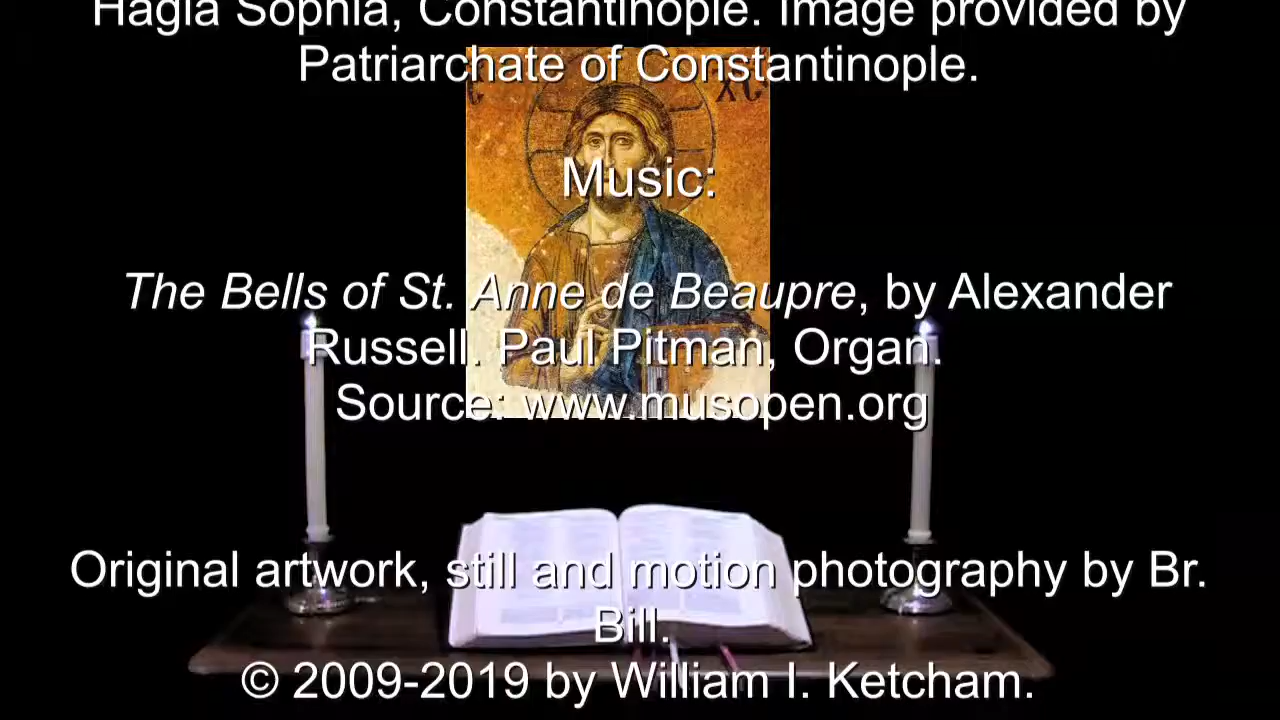 Hagia Sophia, Constantinople. Image provided by
Patriarchate of Constantinople.
Music:
The Bells of St. Anne de Beaupre, by Alexander
Russell. Paul Pitman, Organ.
Source: www.musopen.org
Original artwork, still and motion photography by Br.
Bill.
© 2009-2019 by William I. Ketcham.